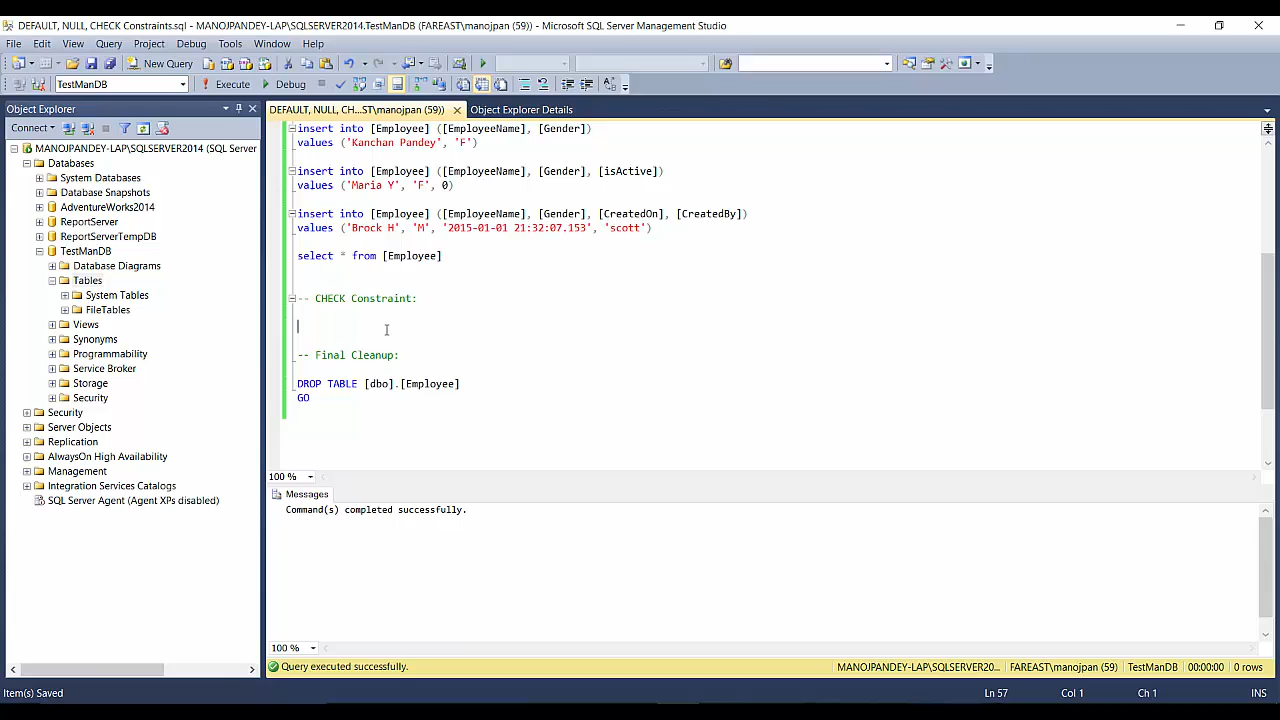 DEFAULT, NULL, CHECK Constraints.sql - MANOJPANDEY-LAP\SQLSERVER2014.TestManDB (FAREAST\manojpan (59)) - Microsoft SQL Server Management Studio
File Edit View Query Project Debug Tools Window Help
New Query
TestManDB Execute Debug
Object Explorer
DEFAULT, NULL, CH...ST\manojpan (59)) Object Explorer Details
Connect
MANOJPANDEY-LAP\SQLSERVER2014 (SQL Server
Databases
System Databases
Database Snapshots
AdventureWorks2014
ReportServer
ReportServerTempDB
TestManDB
Database Diagrams
Tables
System Tables
FileTables
Views
Synonyms
Programmability
Service Broker
Storage
Security
Security
Server Objects
Replication
AlwaysOn High Availability
Management
Integration Services Catalogs
SQL Server Agent (Agent XPs disabled)
insert into [Employee] ([EmployeeName], [Gender])
values ('Kanchan Pandey', 'F')
insert into [Employee] ([EmployeeName], [Gender], [isActive])
values ('Maria Y', 'F', 0)
insert into [Employee] ([EmployeeName], [Gender], [CreatedOn], [CreatedBy])
values ('Brock H', 'M', '2015-01-01 21:32:07.153', 'scott')
select * from [Employee]
-- CHECK Constraint:
-- Final Cleanup:
DROP TABLE [dbo].[Employee]
GO
100 %
Messages
Command(s) completed successfully.
100 %
Query executed successfully. MANOJPANDEY-LAP\SQLSERVER20... FAREAST\manojpan (59) TestManDB 00:00:00 0 rows
Item(s) Saved Ln 57 Col 1 Ch 1 INS